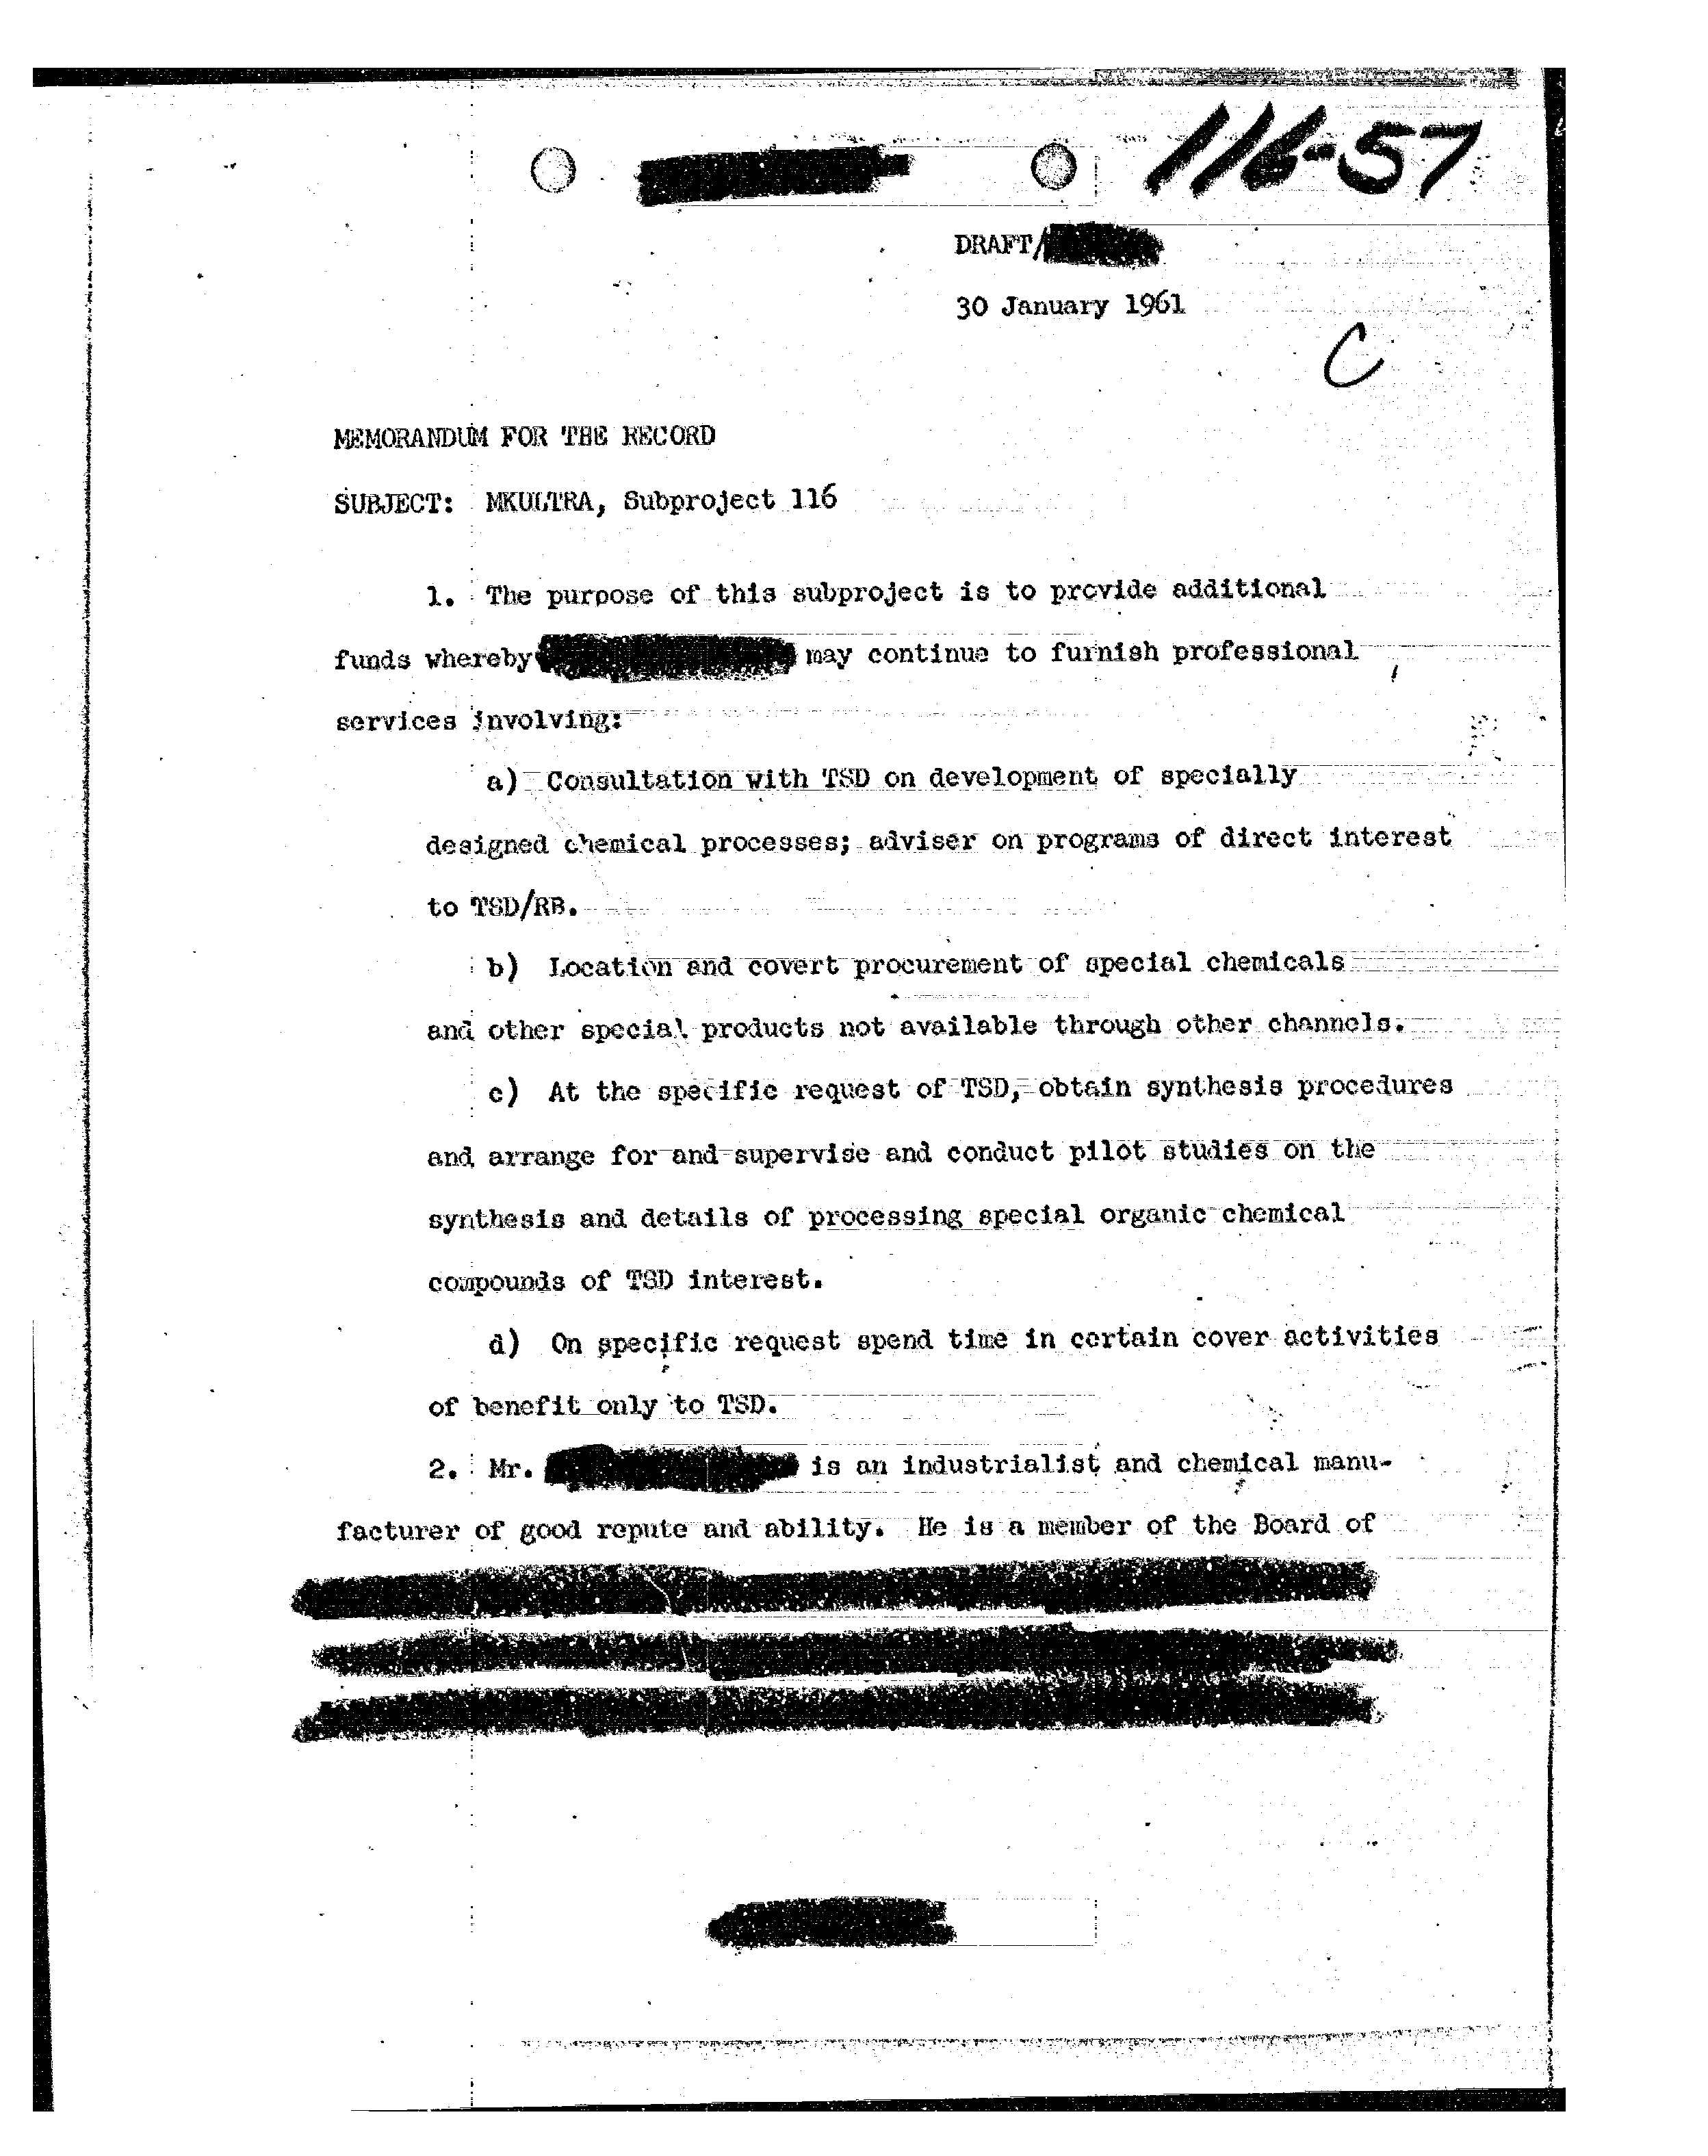 116-57
DRAFT/
30 January 1961
C
MEMORANDUM FOR THE RECORD
SUBJECT: MKULTRA, Subproject 116
1. The purpose of this subproject is to provide additional
funds whereby may continue to furnish professional
services involving:
a) Consultation with TSD on development of specially
designed chemical processes; adviser on programs of direct interest
to TSD/RB.
b) Location and covert procurement of special chemicals
and other special products not available through other channels.
c) At the specific request of TSD, obtain synthesis procedures
and arrange for and supervise and conduct pilot studies on the
synthesis and details of processing special organic chemical
compounds of TSD interest.
d) On specific request spend time in certain cover activities
of benefit only to TSD.
2. Mr. is an industrialist and chemical manu-
facturer of good repute and ability. He is a member of the Board of